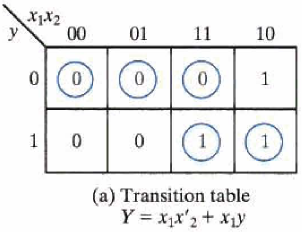 x₁x₂
y 00 01 11 10
0 0 0 0 1
1 0 0 1 1
(a) Transition table
Y = x₁x′₂ + x₁y